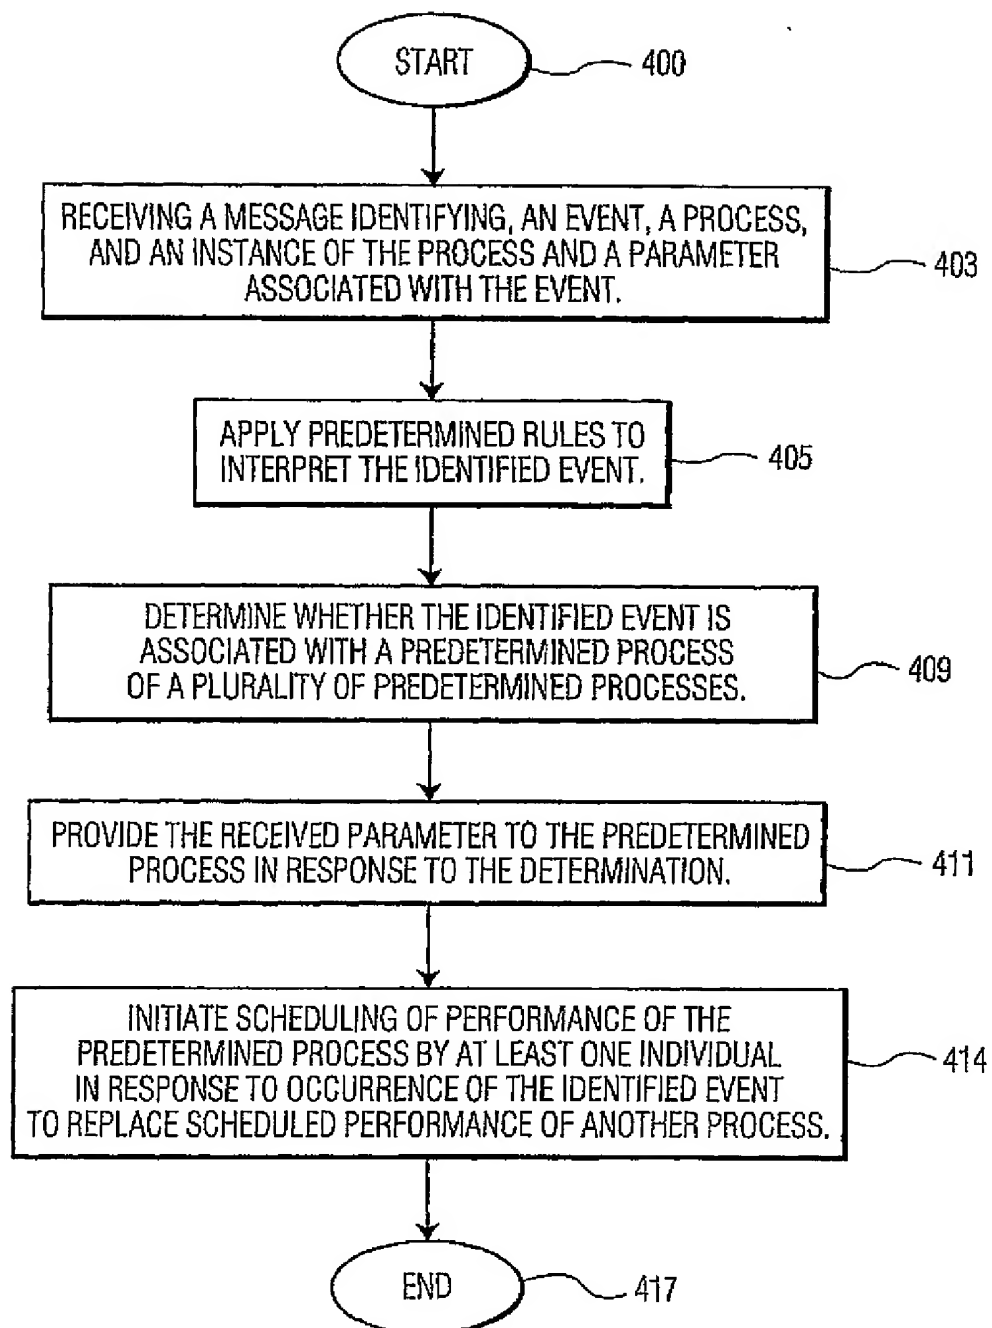 START
400
RECEIVING A MESSAGE IDENTIFYING, AN EVENT, A PROCESS,
AND AN INSTANCE OF THE PROCESS AND A PARAMETER
ASSOCIATED WITH THE EVENT.
403
APPLY PREDETERMINED RULES TO
INTERPRET THE IDENTIFIED EVENT.
405
DETERMINE WHETHER THE IDENTIFIED EVENT IS
ASSOCIATED WITH A PREDETERMINED PROCESS
OF A PLURALITY OF PREDETERMINED PROCESSES.
409
PROVIDE THE RECEIVED PARAMETER TO THE PREDETERMINED
PROCESS IN RESPONSE TO THE DETERMINATION.
411
INITIATE SCHEDULING OF PERFORMANCE OF THE
PREDETERMINED PROCESS BY AT LEAST ONE INDIVIDUAL
IN RESPONSE TO OCCURRENCE OF THE IDENTIFIED EVENT
TO REPLACE SCHEDULED PERFORMANCE OF ANOTHER PROCESS.
414
END
417